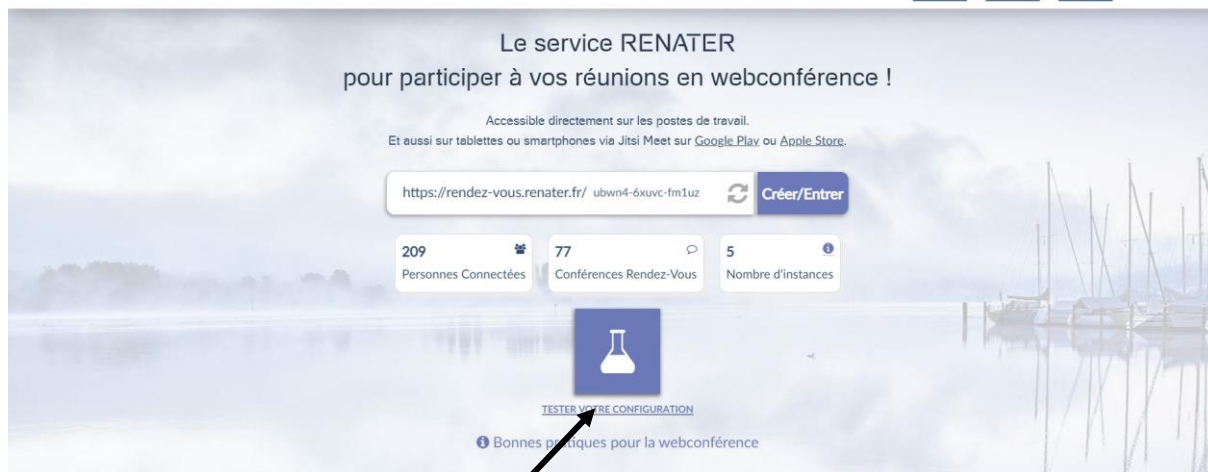 Le service RENATER
pour participer à vos réunions en webconférence !
Accessible directement sur les postes de travail.
Et aussi sur tablettes ou smartphones via Jitsi Meet sur Google Play ou Apple Store.
https://rendez-vous.renater.fr/ ubwn4-6xuvc-fm1uz Créer/Entrer
209 77 5
Personnes Connectées Conférences Rendez-Vous Nombre d'instances
TESTER VOTRE CONFIGURATION
Bonnes pratiques pour la webconférence